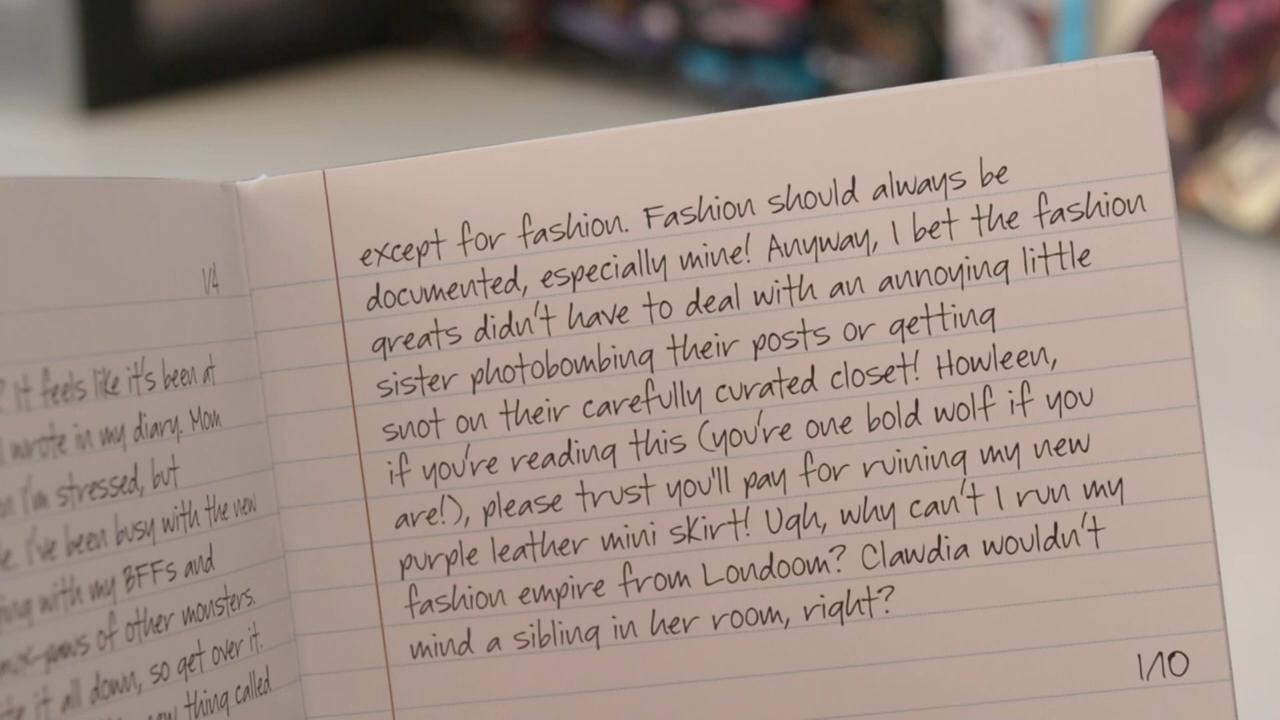 1/4
? It feels like it's been at
I wrote in my diary. Mom
I'm stressed, but
I've been busy with the new
with my BFFs and
of other monsters.
it all down, so get over it.
thing called
except for fashion. Fashion should always be
documented, especially mine! Anyway, I bet the fashion
greats didn't have to deal with an annoying little
sister photobombing their posts or getting
snot on their carefully curated closet! Howleen,
if you're reading this (you're one bold wolf if you
are!), please trust you'll pay for ruining my new
purple leather mini skirt! Ugh, why can't I run my
fashion empire from Londoom? Clawdia wouldn't
mind a sibling in her room, right?
1/10